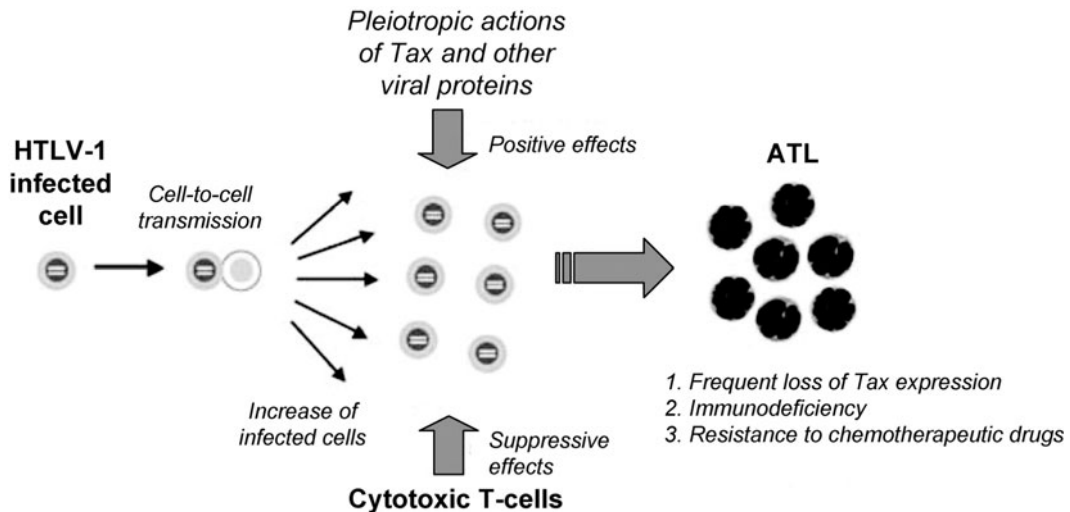 Pleiotropic actions
of Tax and other
viral proteins
Positive effects
HTLV-1
infected
cell
Cell-to-cell
transmission
ATL
Increase of
infected cells
Suppressive
effects
Cytotoxic T-cells
1. Frequent loss of Tax expression
2. Immunodeficiency
3. Resistance to chemotherapeutic drugs